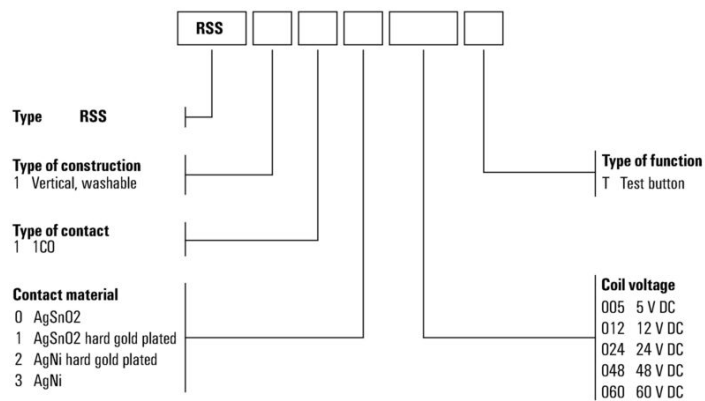 RSS
Type RSS
Type of construction
1 Vertical, washable
Type of contact
1 1CO
Contact material
0 AgSnO2
1 AgSnO2 hard gold plated
2 AgNi hard gold plated
3 AgNi
Type of function
T Test button
Coil voltage
005 5 V DC
012 12 V DC
024 24 V DC
048 48 V DC
060 60 V DC